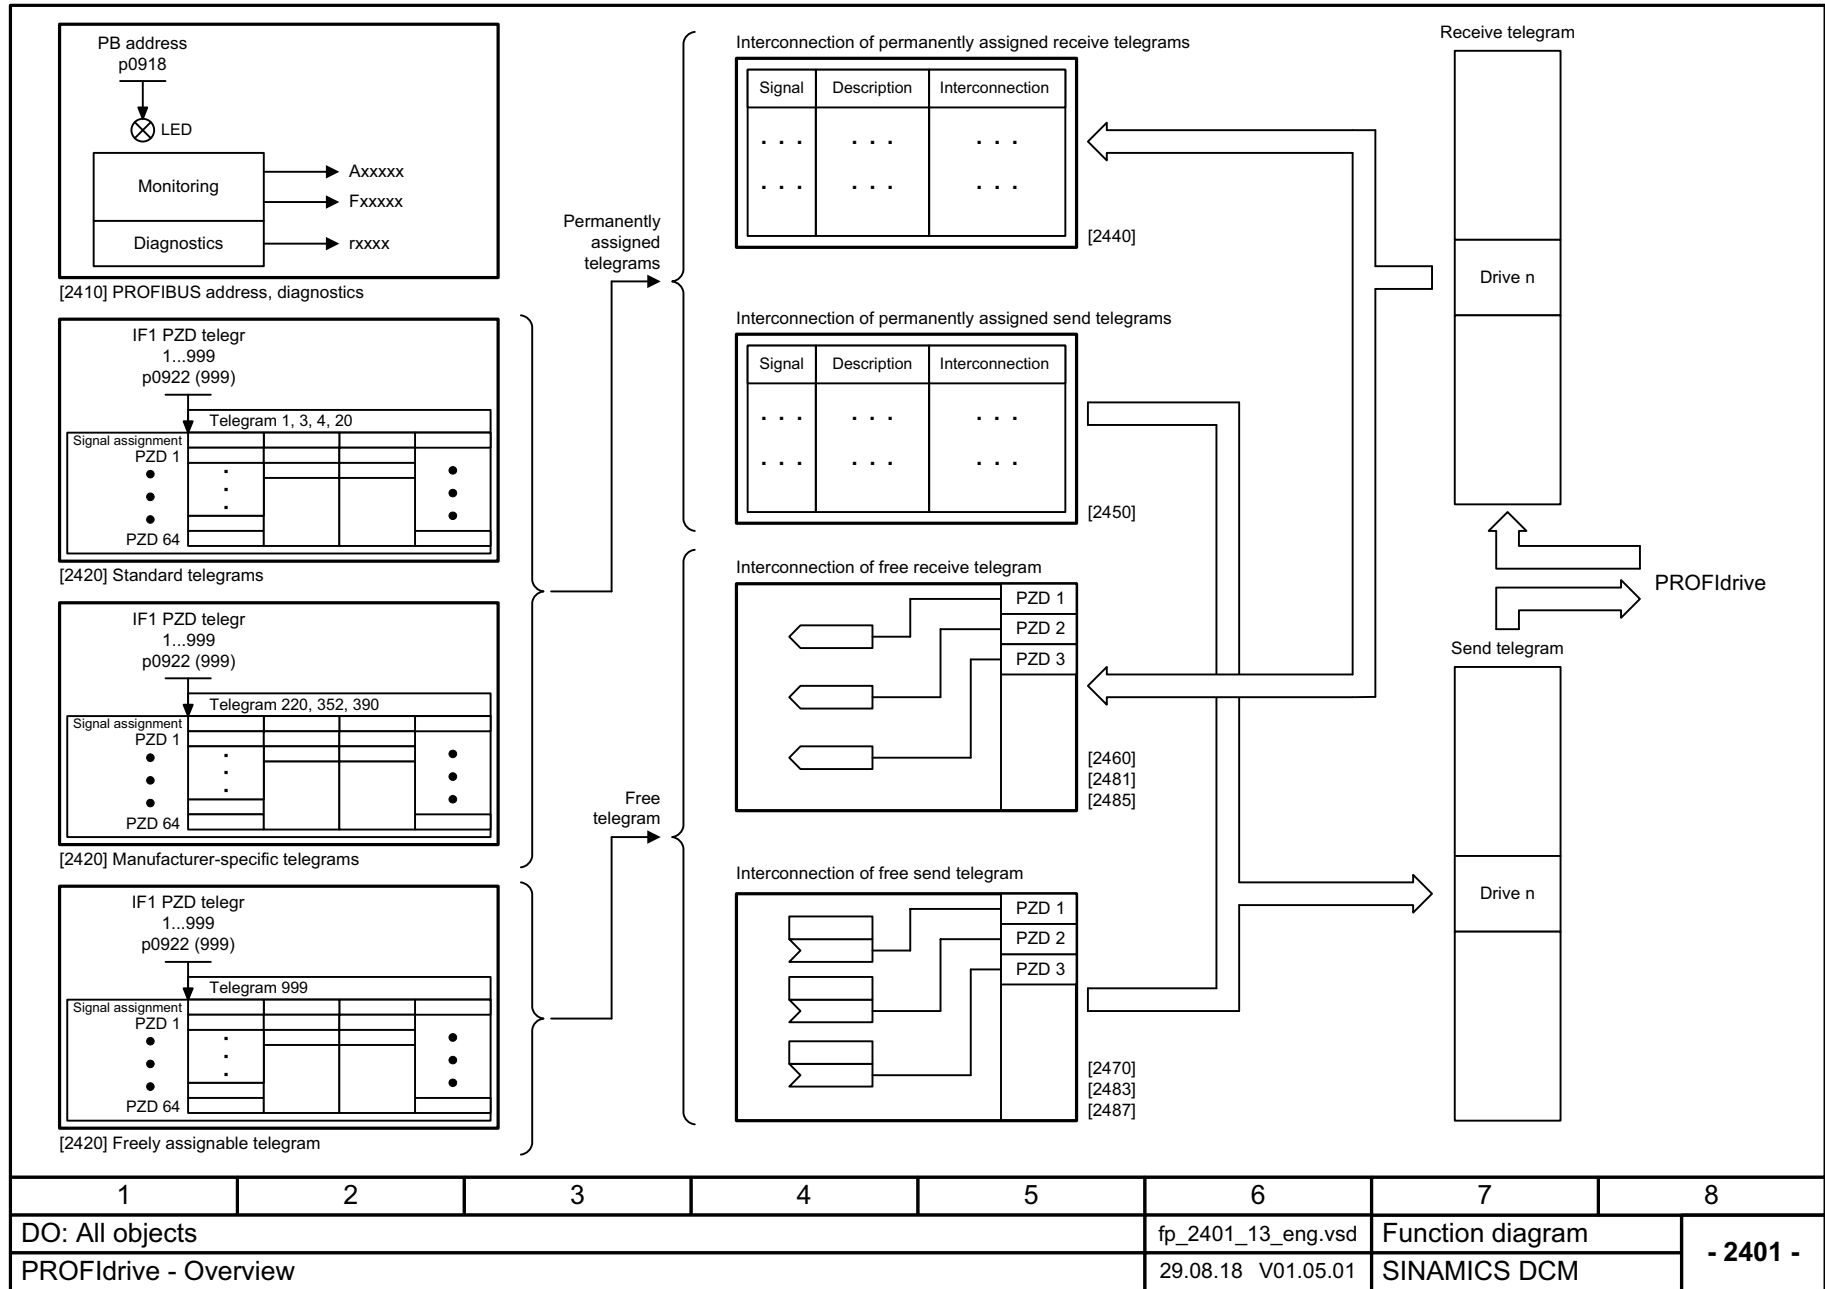 PB address
p0918
LED
Monitoring
Axxxxx
Fxxxxx
Diagnostics
rxxxx
[2410] PROFIBUS address, diagnostics
IF1 PZD telegr
1...999
p0922 (999)
Telegram 1, 3, 4, 20
Signal assignment
PZD 1
PZD 64
[2420] Standard telegrams
IF1 PZD telegr
1...999
p0922 (999)
Telegram 220, 352, 390
Signal assignment
PZD 1
PZD 64
[2420] Manufacturer-specific telegrams
IF1 PZD telegr
1...999
p0922 (999)
Telegram 999
Signal assignment
PZD 1
PZD 64
[2420] Freely assignable telegram
Permanently
assigned
telegrams
Free
telegram
Interconnection of permanently assigned receive telegrams
Signal Description Interconnection
. . . . . . . . .
. . . . . . . . .
[2440]
Interconnection of permanently assigned send telegrams
Signal Description Interconnection
. . . . . . . . .
. . . . . . . . .
[2450]
Interconnection of free receive telegram
PZD 1
PZD 2
PZD 3
[2460]
[2481]
[2485]
Interconnection of free send telegram
PZD 1
PZD 2
PZD 3
[2470]
[2483]
[2487]
Receive telegram
Drive n
PROFIdrive
Send telegram
Drive n
1 2 3 4 5 6 7 8
DO: All objects fp_2401_13_eng.vsd Function diagram
- 2401 -
PROFIdrive - Overview 29.08.18 V01.05.01 SINAMICS DCM